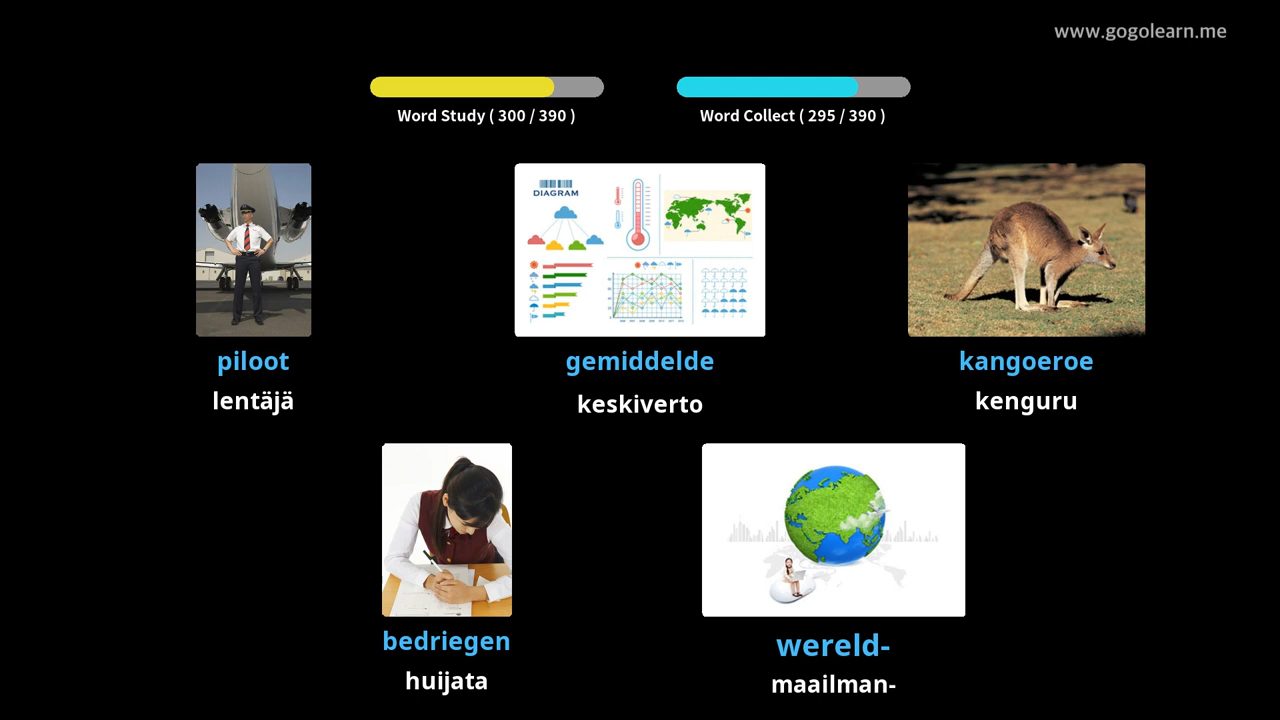 www.gogolearn.me
Word Study ( 300 / 390 )
Word Collect ( 295 / 390 )
DIAGRAM
piloot
lentäjä
gemiddelde
keskiverto
kangoeroe
kenguru
bedriegen
huijata
wereld-
maailman-